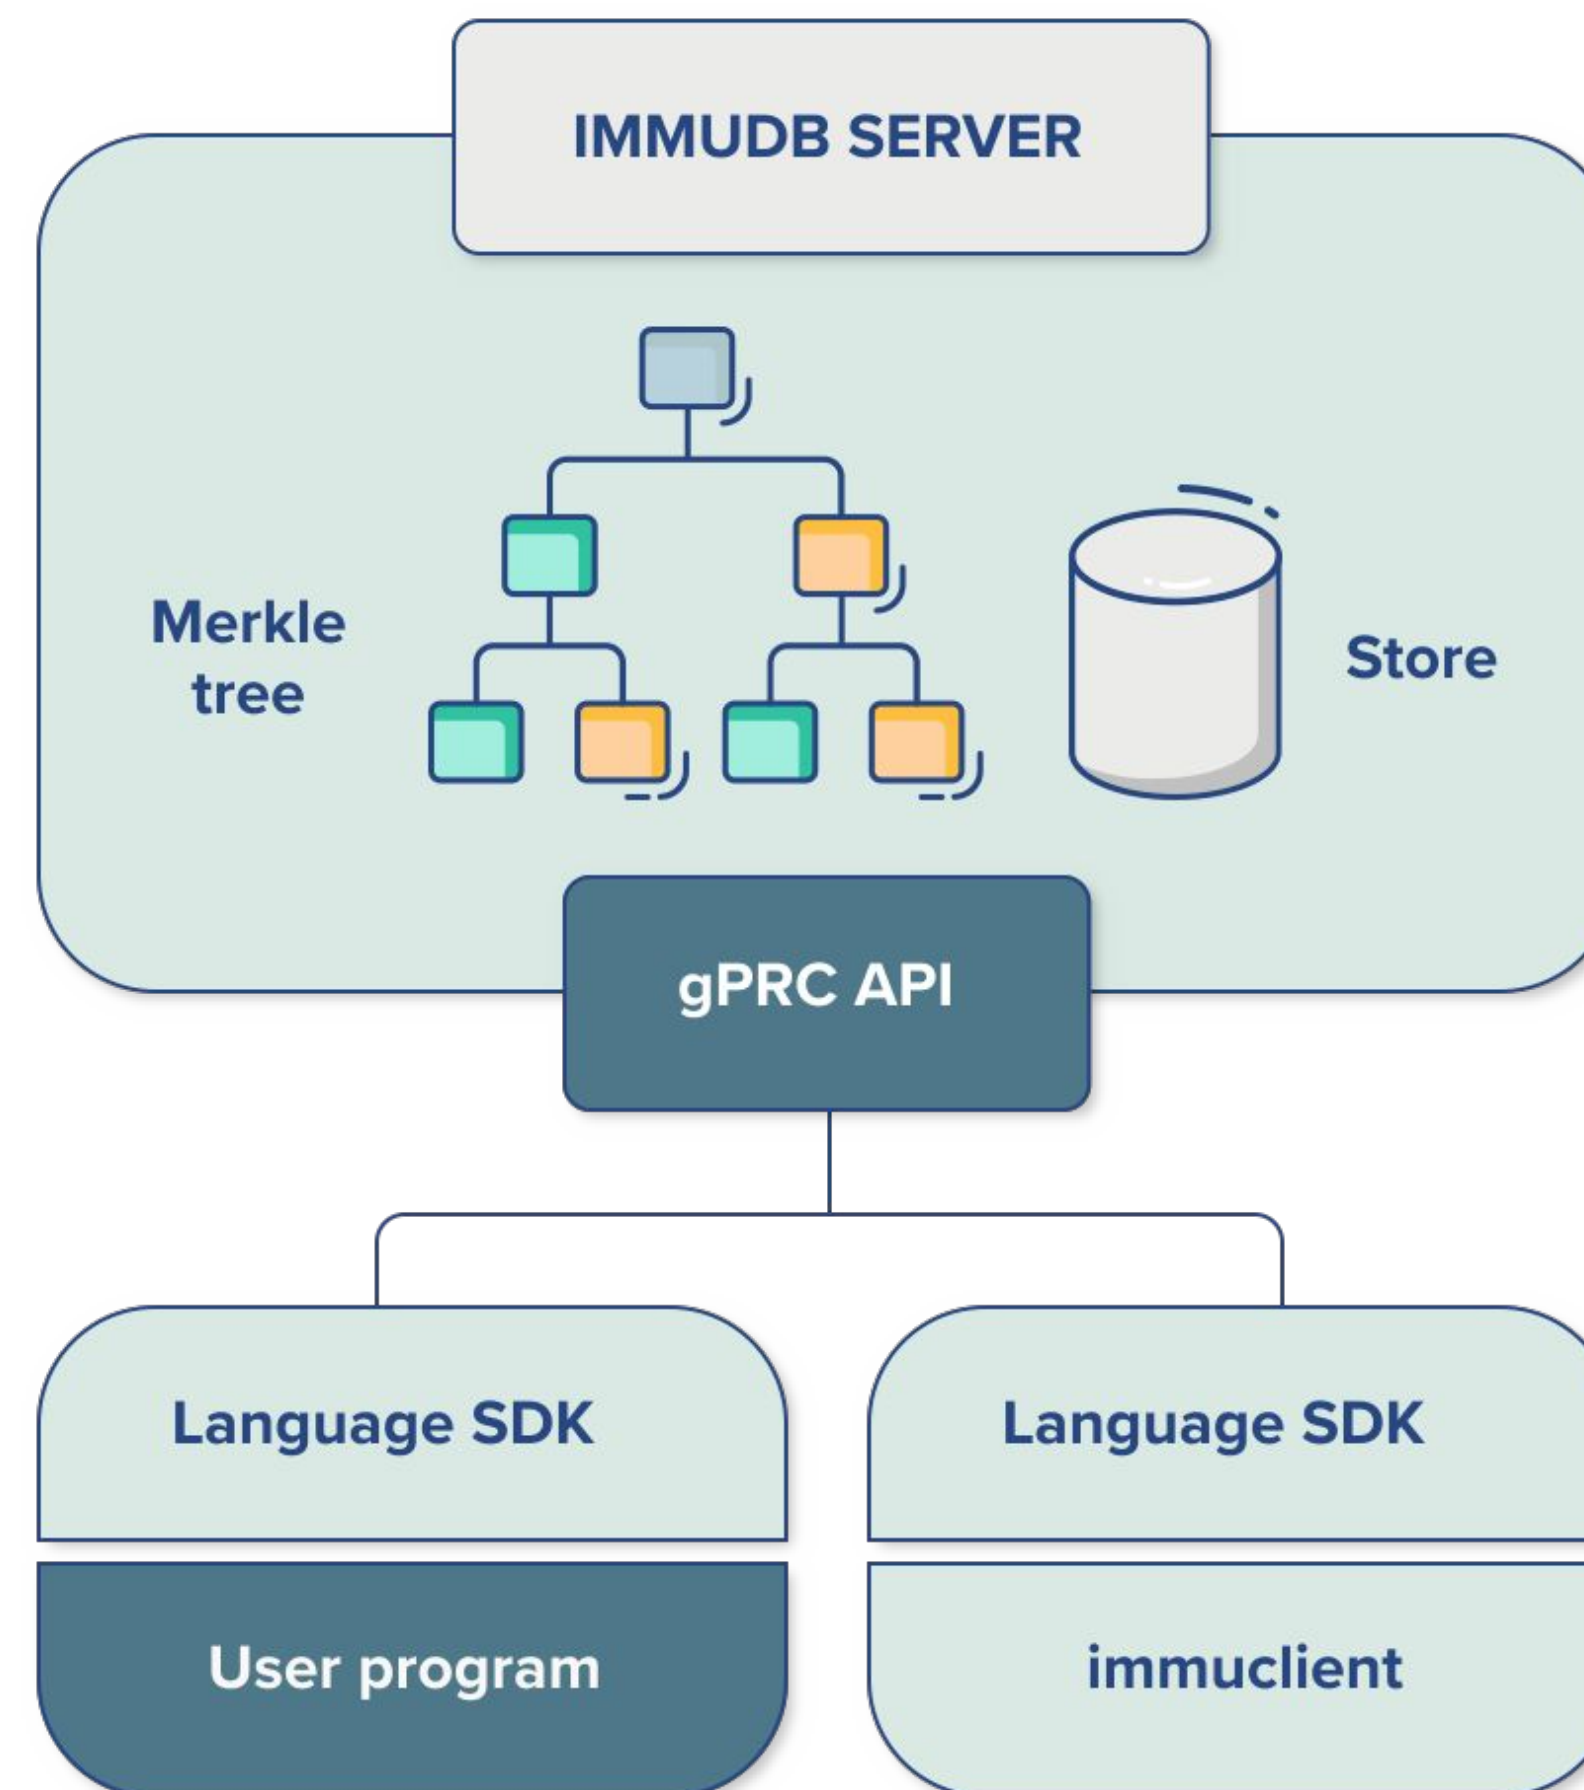 IMMUDB SERVER
Merkle
tree
Store
gPRC API
Language SDK
Language SDK
User program
immuclient